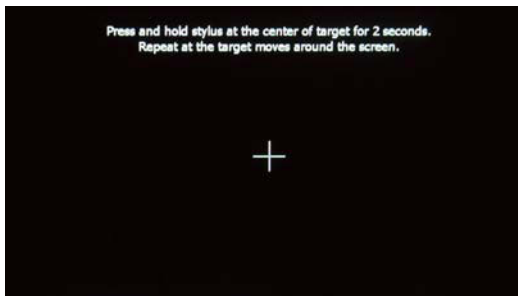 Press and hold stylus at the center of target for 2 seconds.
Repeat at the target moves around the screen.